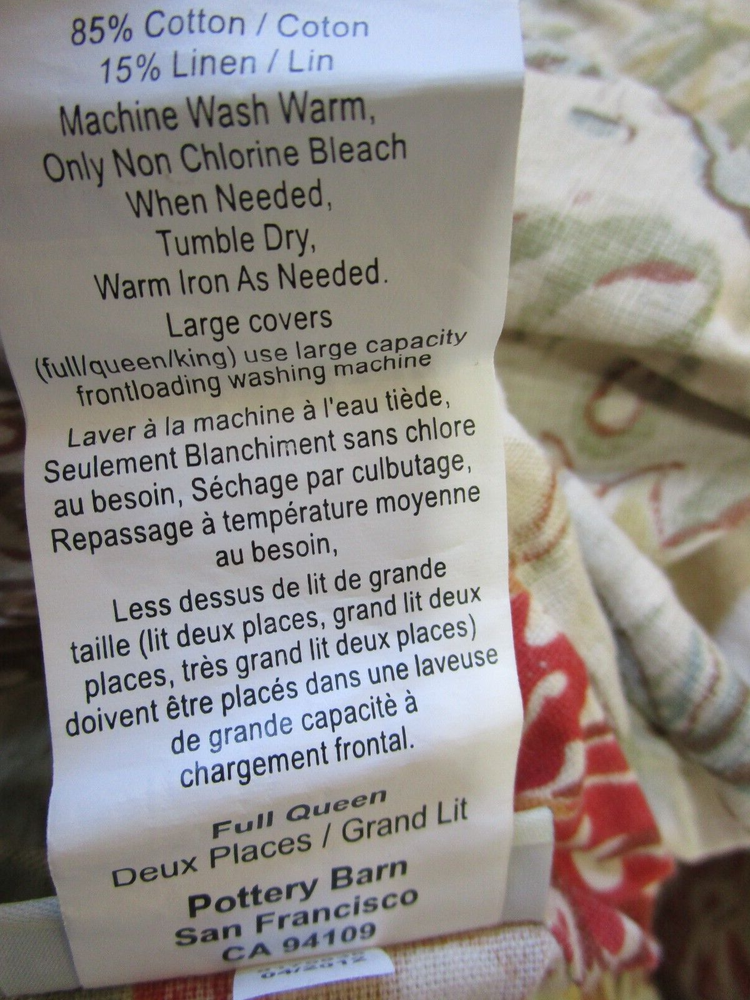 85% Cotton / Coton
15% Linen / Lin
Machine Wash Warm,
Only Non Chlorine Bleach
When Needed,
Tumble Dry,
Warm Iron As Needed.
Large covers
(full/queen/king) use large capacity
frontloading washing machine
Laver à la machine à l'eau tiède,
Seulement Blanchiment sans chlore
au besoin, Séchage par culbutage,
Repassage à température moyenne
au besoin,
Less dessus de lit de grande
taille (lit deux places, grand lit deux
places, très grand lit deux places)
doivent être placés dans une laveuse
de grande capacitè à
chargement frontal.
Full Queen
Deux Places / Grand Lit
Pottery Barn
San Francisco
CA 94109
04/2012